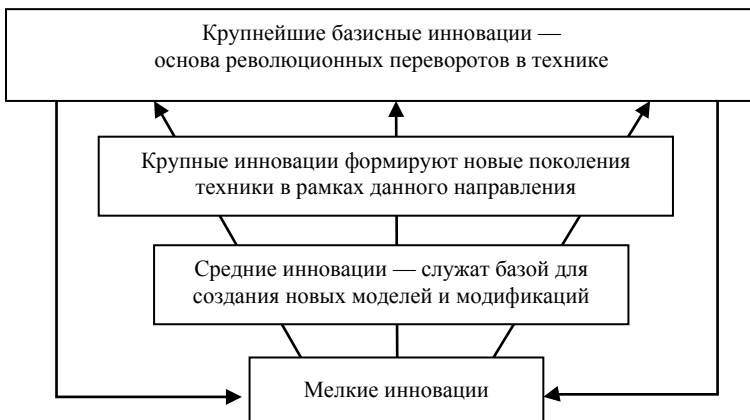 Крупнейшие базисные инновации —
основа революционных переворотов в технике
Крупные инновации формируют новые поколения
техники в рамках данного направления
Средние инновации — служат базой для
создания новых моделей и модификаций
Мелкие инновации